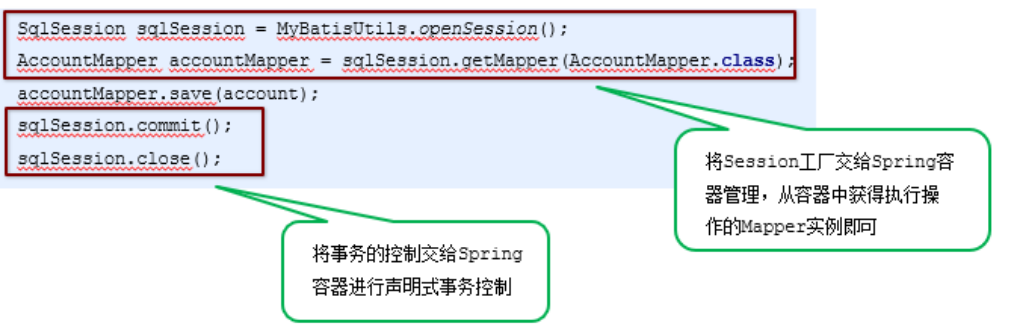 SqlSession sqlSession = MyBatisUtils.openSession();
AccountMapper accountMapper = sqlSession.getMapper(AccountMapper.class);
accountMapper.save(account);
sqlSession.commit();
sqlSession.close();
将Session工厂交给Spring容
器管理，从容器中获得执行操
作的Mapper实例即可
将事务的控制交给Spring
容器进行声明式事务控制